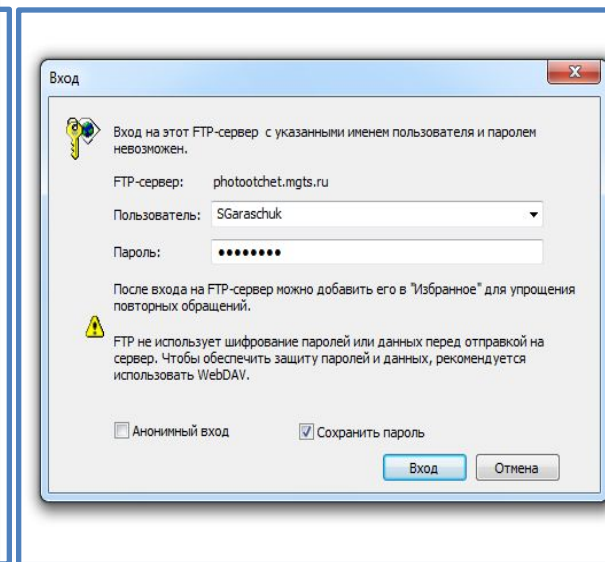 Вход
Вход на этот FTP-сервер с указанными именем пользователя и паролем
невозможен.
FTP-сервер: photootchet.mgts.ru
Пользователь: SGaraschuk
Пароль: ••••••••
После входа на FTP-сервер можно добавить его в "Избранное" для упрощения
повторных обращений.
FTP не использует шифрование паролей или данных перед отправкой на
сервер. Чтобы обеспечить защиту паролей и данных, рекомендуется
использовать WebDAV.
Анонимный вход Сохранить пароль
Вход Отмена